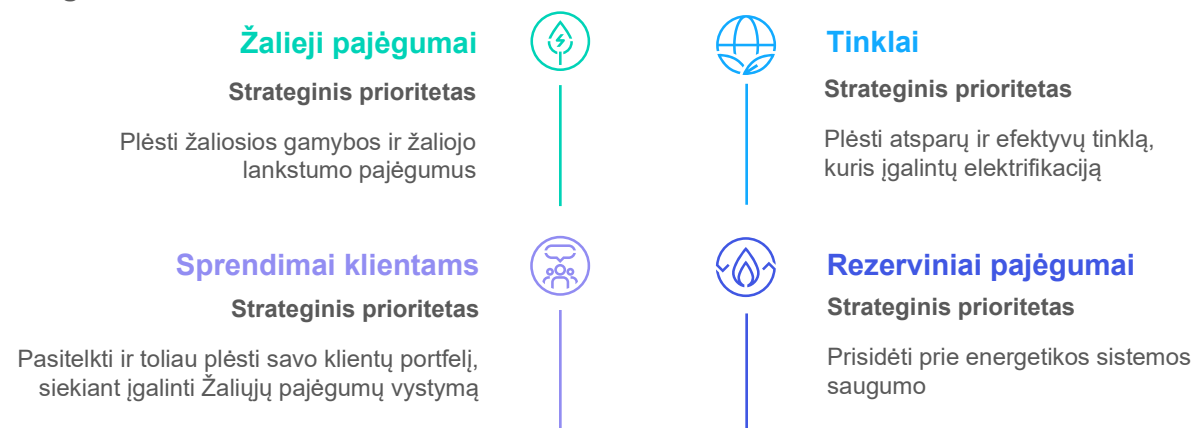 Žalieji pajėgumai
Strateginis prioritetas
Plėsti žaliosios gamybos ir žaliojo
lankstumo pajėgumus
Tinklai
Strateginis prioritetas
Plėsti atsparų ir efektyvų tinklą,
kuris įgalintų elektrifikaciją
Sprendimai klientams
Strateginis prioritetas
Pasitelkti ir toliau plėsti savo klientų portfelį,
siekiant įgalinti Žaliųjų pajėgumų vystymą
Rezerviniai pajėgumai
Strateginis prioritetas
Prisidėti prie energetikos sistemos
saugumo